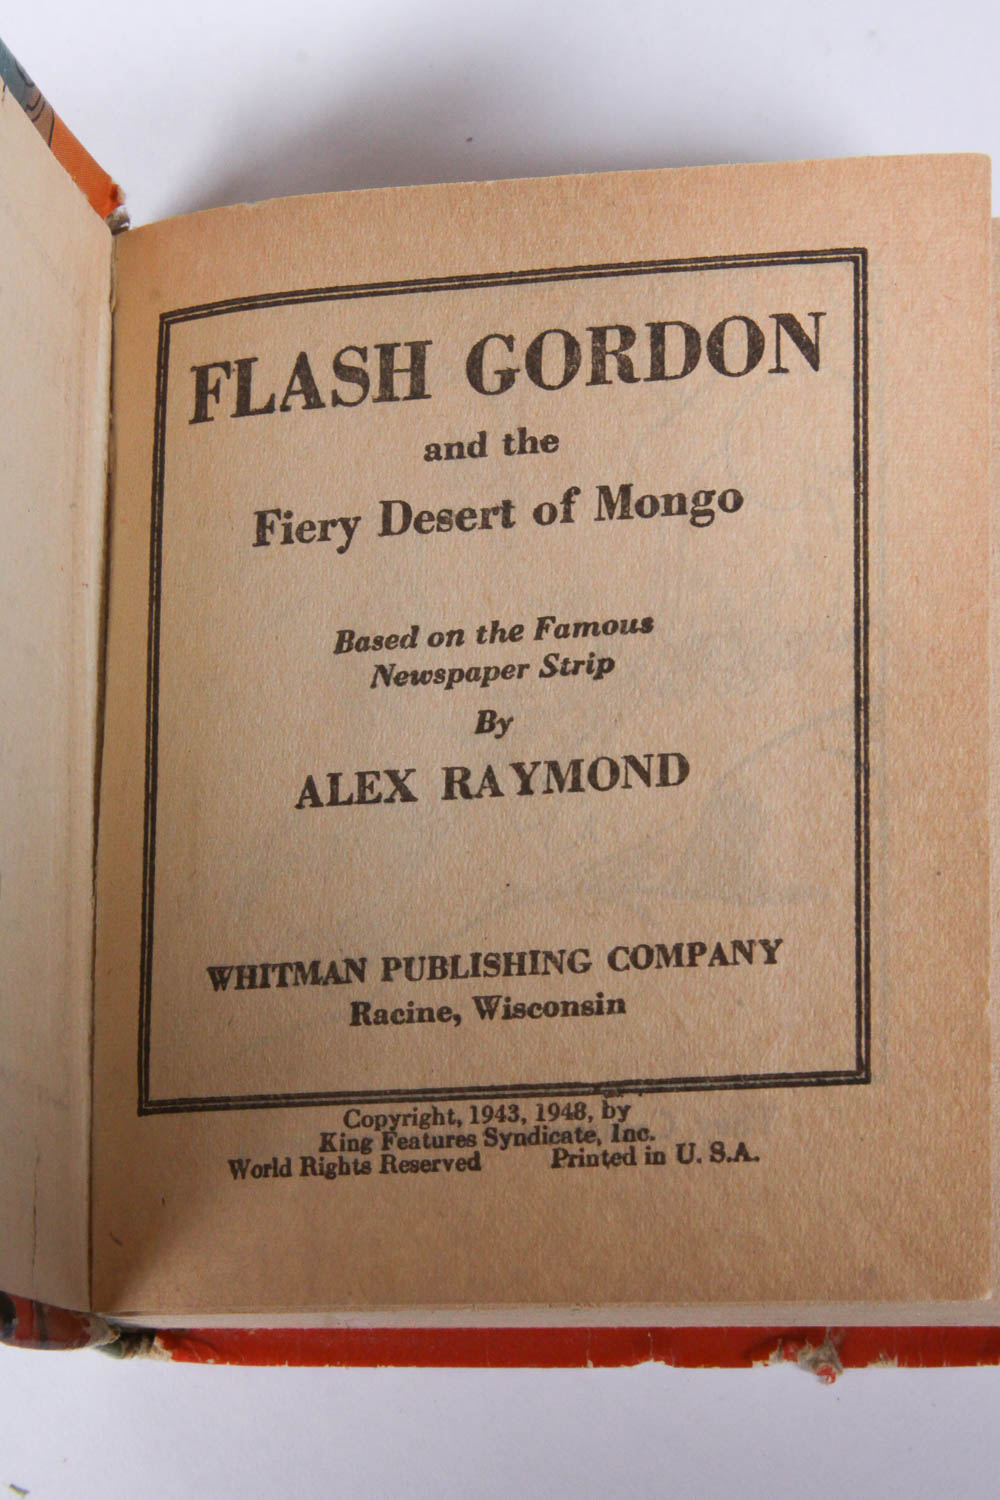 FLASH GORDON
and the
Fiery Desert of Mongo
Based on the Famous
Newspaper Strip
By
ALEX RAYMOND
WHITMAN PUBLISHING COMPANY
Racine, Wisconsin
Copyright, 1943, 1948, by
King Features Syndicate, Inc.
World Rights Reserved Printed in U. S.A.